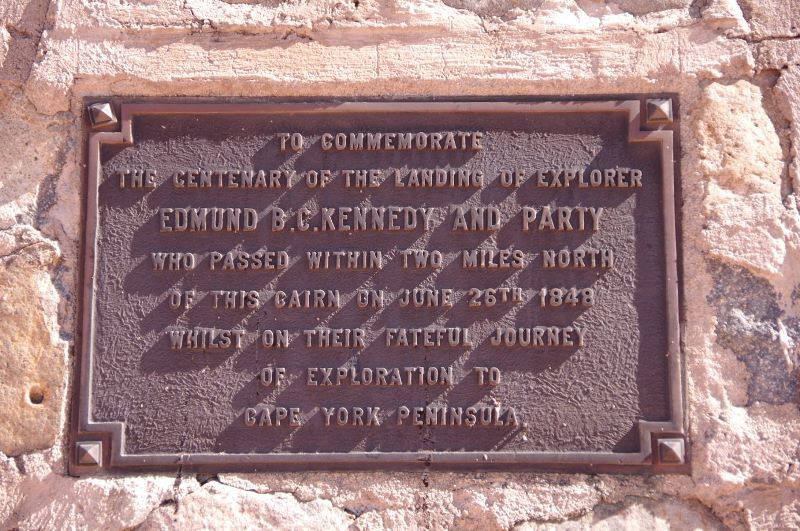 TO COMMEMORATE
THE CENTENARY OF THE LANDING OF EXPLORER
EDMUND B.C.KENNEDY AND PARTY
WHO PASSED WITHIN TWO MILES NORTH
OF THIS CAIRN ON JUNE 26TH 1848
WHILST ON THEIR FATEFUL JOURNEY
OF EXPLORATION TO
CAPE YORK PENINSULA